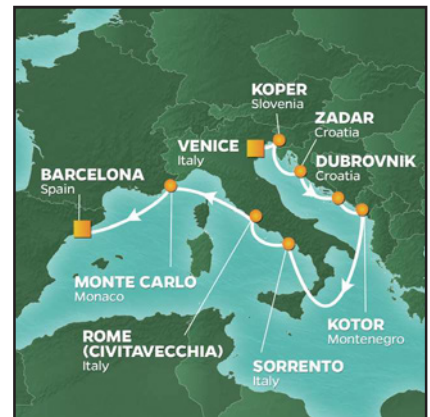 KOPER
Slovenia
ZADAR
Croatia
VENICE
Italy
DUBROVNIK
Croatia
BARCELONA
Spain
MONTE CARLO
Monaco
KOTOR
Montenegro
ROME
(CIVITAVECCHIA)
Italy
SORRENTO
Italy